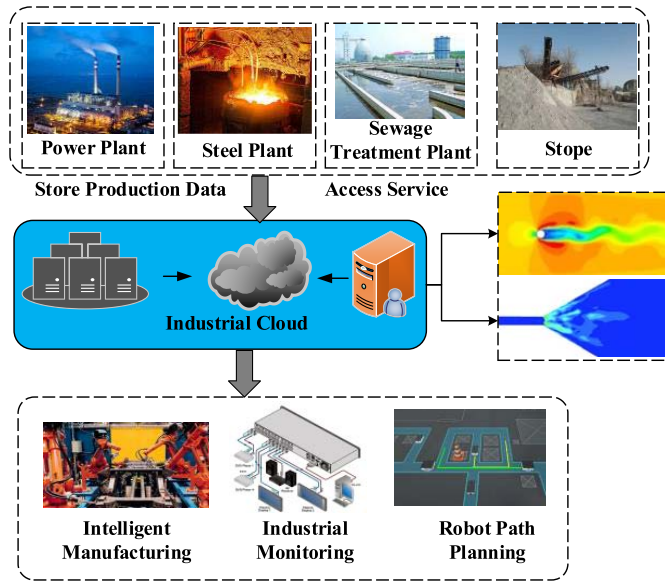 Power Plant
Steel Plant
Sewage
Treatment Plant
Stope
Store Production Data
Access Service
Industrial Cloud
Intelligent
Manufacturing
Industrial
Monitoring
Robot Path
Planning